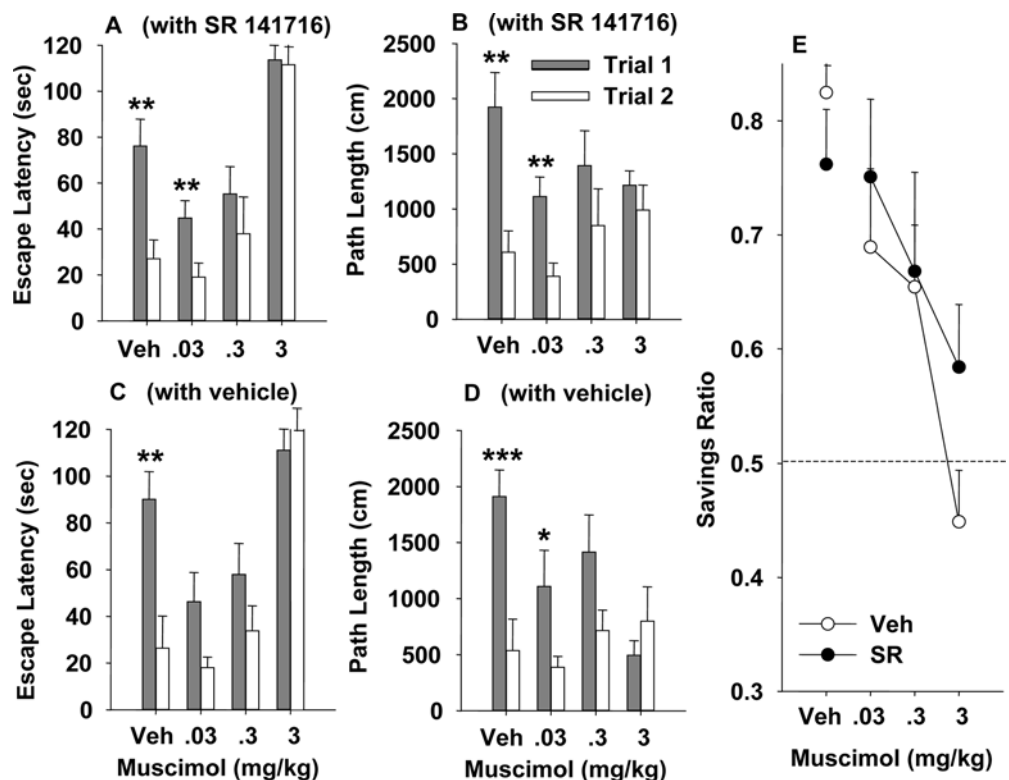 A (with SR 141716)
Escape Latency (sec)
120
100
80
60
40
20
0
**
**
Veh .03 .3 3
B (with SR 141716)
Path Length (cm)
2500
2000
1500
1000
500
0
**
**
Trial 1
Trial 2
Veh .03 .3 3
C (with vehicle)
Escape Latency (sec)
120
100
80
60
40
20
0
**
Veh .03 .3 3
Muscimol (mg/kg)
D (with vehicle)
Path Length (cm)
2500
2000
1500
1000
500
0
***
*
Veh .03 .3 3
Muscimol (mg/kg)
E
Savings Ratio
0.8
0.7
0.6
0.5
0.4
0.3
Veh
SR
Veh .03 .3 3
Muscimol (mg/kg)